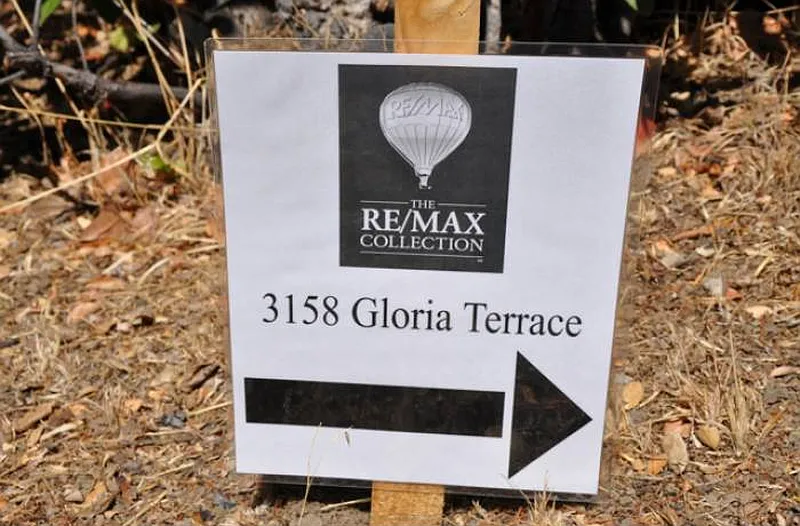 RE/MAX
THE
RE/MAX
COLLECTION
3158 Gloria Terrace